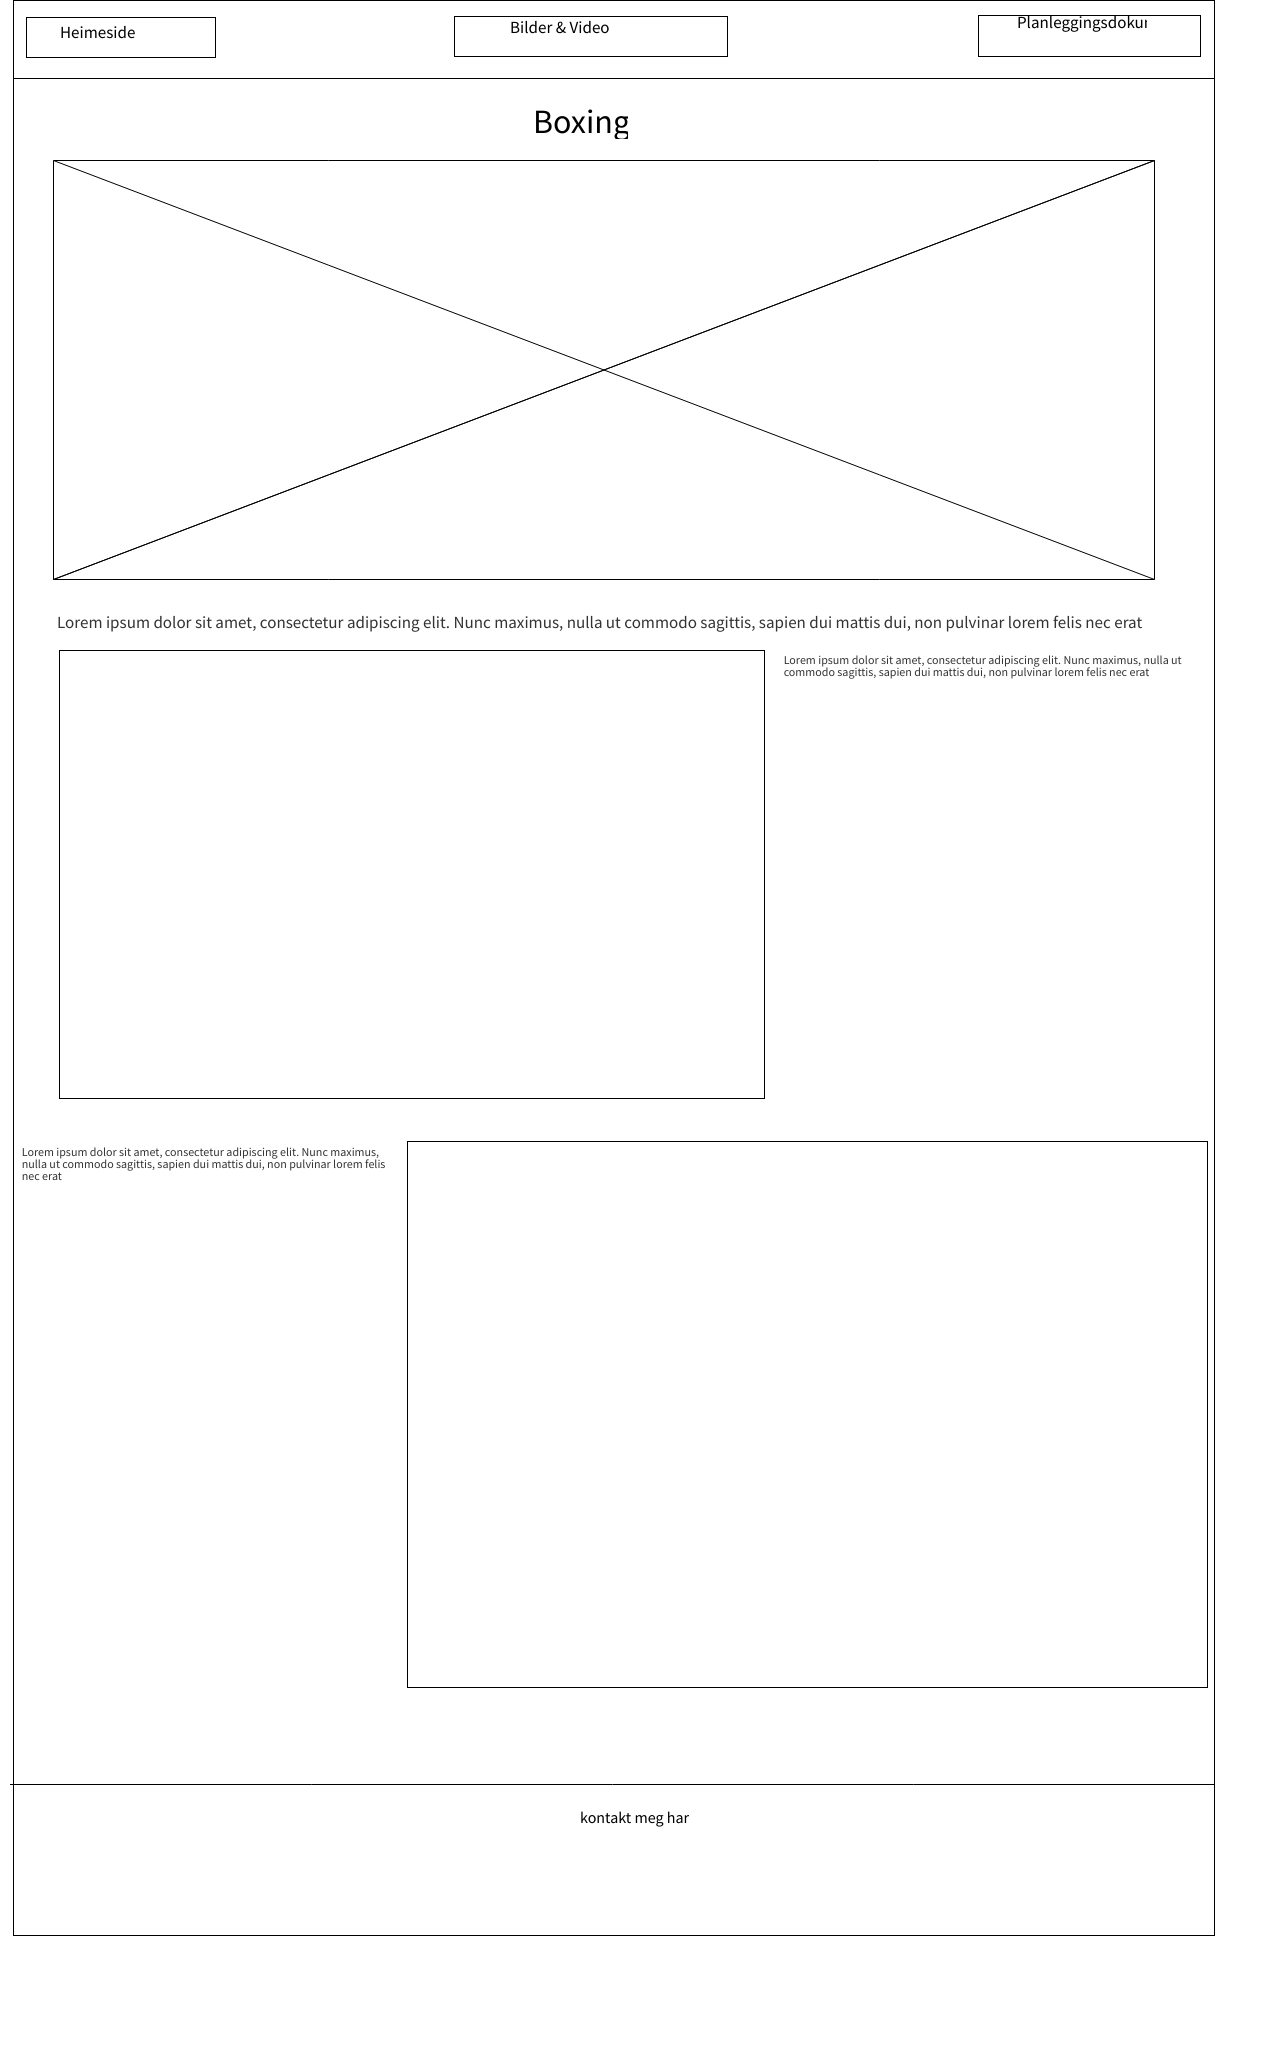 Heimeside
Bilder & Video
Boxing
Lorem ipsum dolor sit amet, consectetur adipiscing elit. Nunc maximus, nulla ut commodo sagittis, sapien dui mattis dui, non pulvinar lorem felis nec erat
Lorem ipsum dolor sit amet, consectetur adipiscing elit. Nunc maximus, nulla ut
commodo sagittis, sapien dui mattis dui, non pulvinar lorem felis nec erat
Lorem ipsum dolor sit amet, consectetur adipiscing elit. Nunc maximus,
nulla ut commodo sagittis, sapien dui mattis dui, non pulvinar lorem felis
nec erat
kontakt meg har